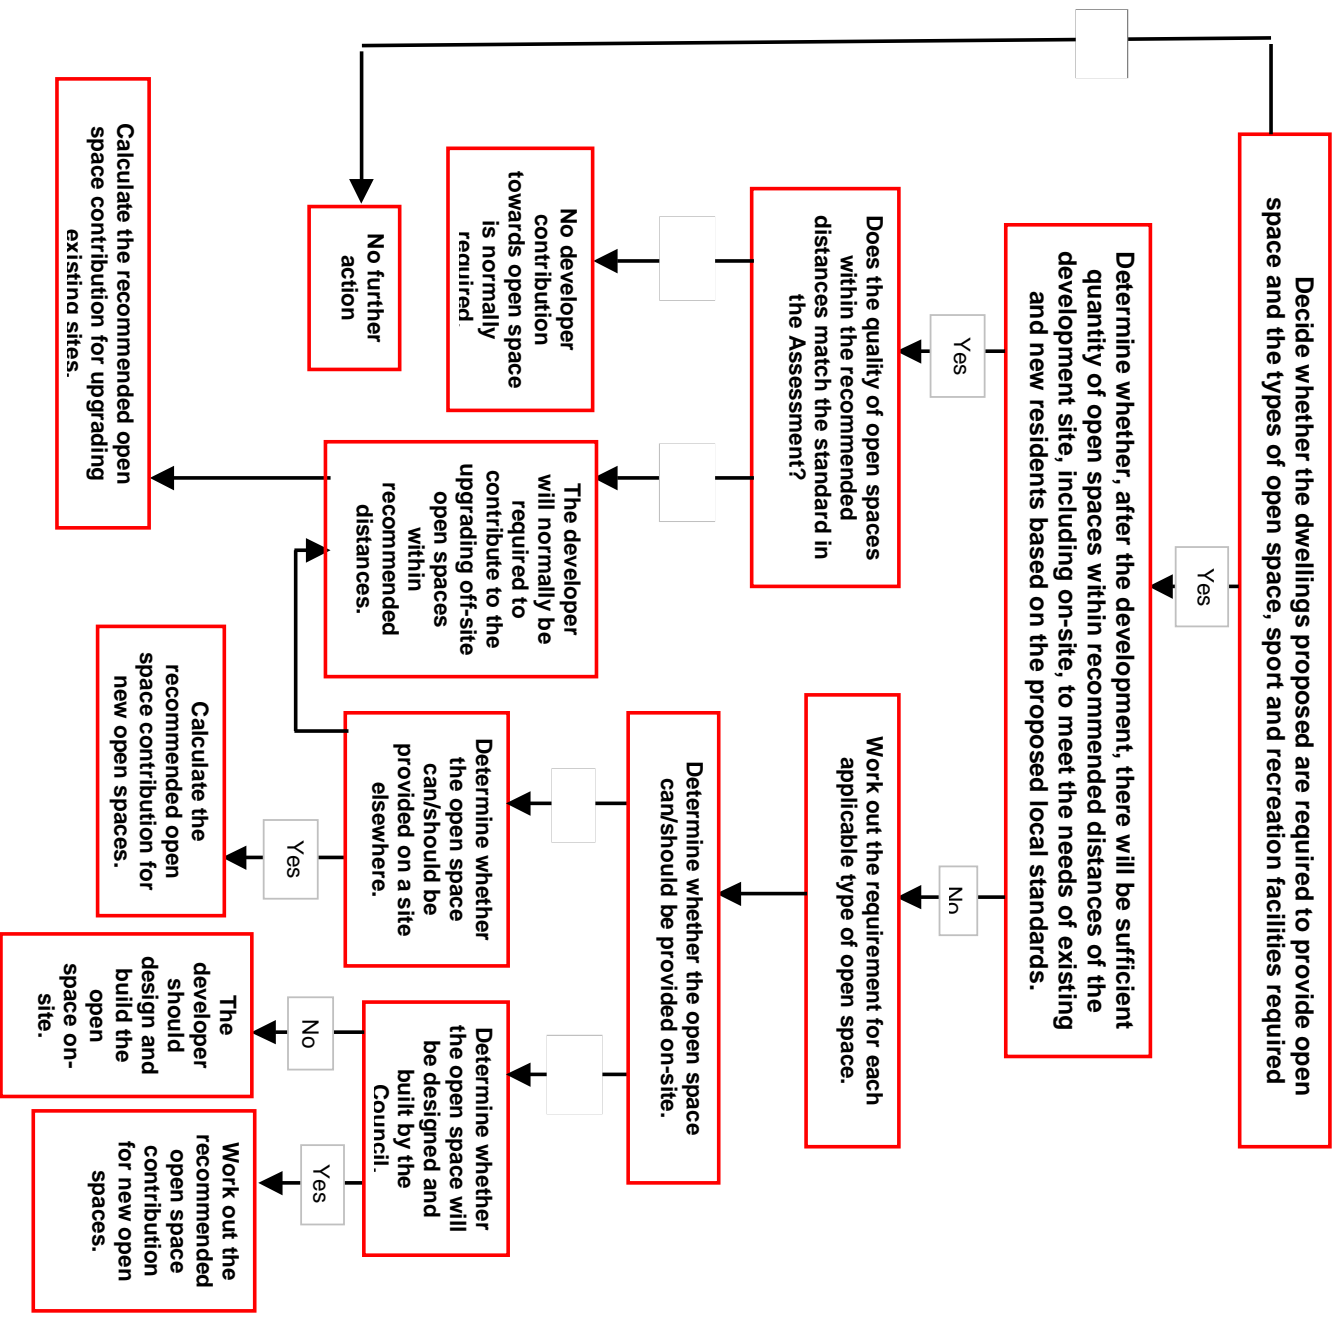 Decide whether the dwellings proposed are required to provide open
space and the types of open space, sport and recreation facilities required
Yes
Determine whether, after the development, there will be sufficient
quantity of open spaces within recommended distances of the
development site, including on-site, to meet the needs of existing
and new residents based on the proposed local standards.
Yes
No
Does the quality of open spaces
within the recommended
distances match the standard in
the Assessment?
Work out the requirement for each
applicable type of open space.
Determine whether the open space
can/should be provided on-site.
No developer
contribution
towards open space
is normally
required.
The developer
will normally be
required to
contribute to the
upgrading off-site
open spaces
within
recommended
distances.
Determine whether
the open space
can/should be
provided on a site
elsewhere.
Determine whether
the open space will
be designed and
built by the
Council.
No further
action
Yes
No
Yes
Calculate the recommended open
space contribution for upgrading
existing sites.
Calculate the
recommended open
space contribution for
new open spaces.
The
developer
should
design and
build the
open
space on-
site.
Work out the
recommended
open space
contribution
for new open
spaces.